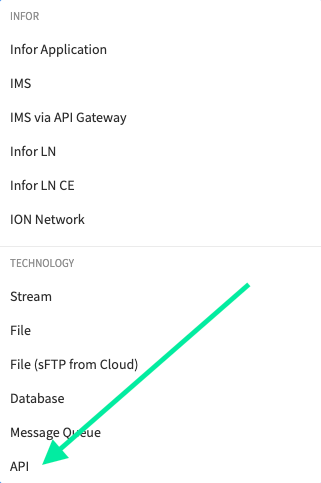 INFOR
Infor Application
IMS
IMS via API Gateway
Infor LN
Infor LN CE
ION Network
TECHNOLOGY
Stream
File
File (sFTP from Cloud)
Database
Message Queue
API